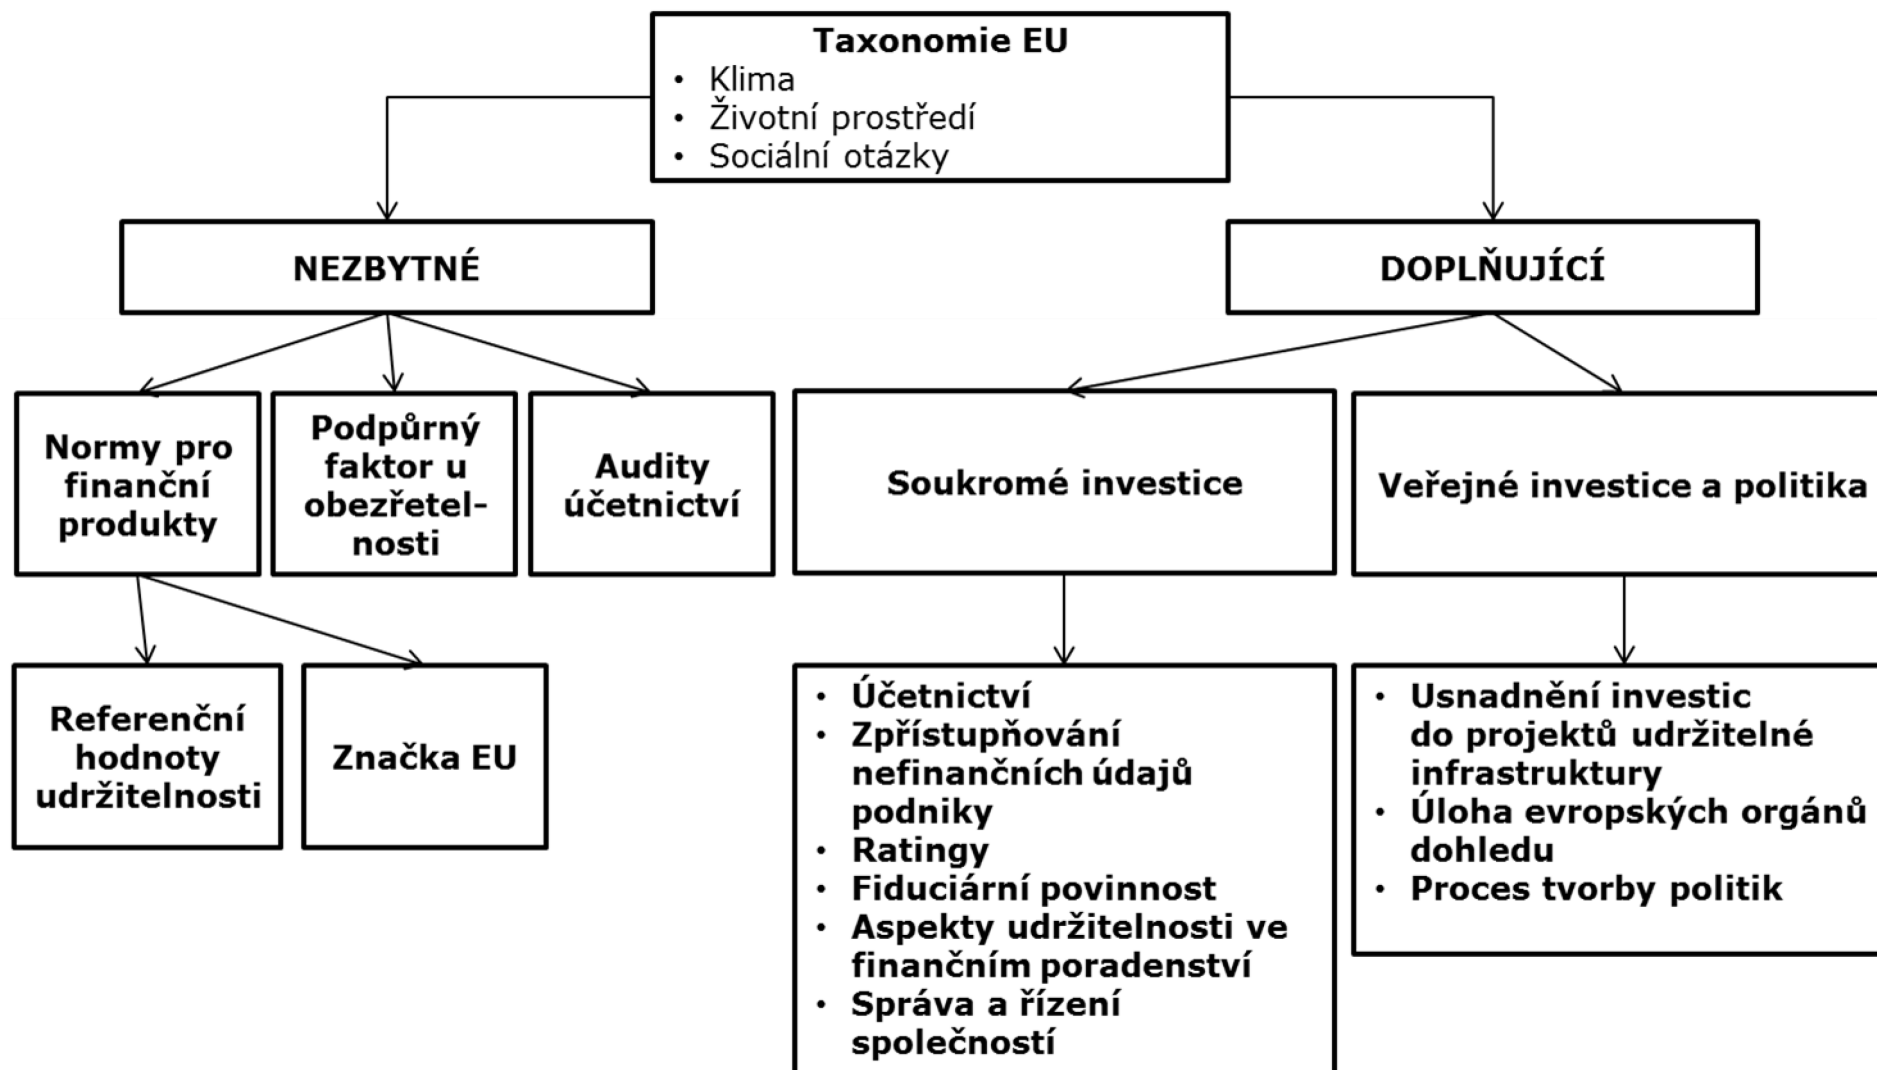 Taxonomie EU
• Klima
• Životní prostředí
• Sociální otázky
NEZBYTNÉ
DOPLŇUJÍCÍ
Normy pro
finanční
produkty
Podpůrný
faktor u
obezřetel-
nosti
Audity
účetnictví
Soukromé investice
Veřejné investice a politika
Referenční
hodnoty
udržitelnosti
Značka EU
• Účetnictví
• Zpřístupňování
nefinančních údajů
podniky
• Ratingy
• Fiduciární povinnost
• Aspekty udržitelnosti ve
finančním poradenství
• Správa a řízení
společností
• Usnadnění investic
do projektů udržitelné
infrastruktury
• Úloha evropských orgánů
dohledu
• Proces tvorby politik